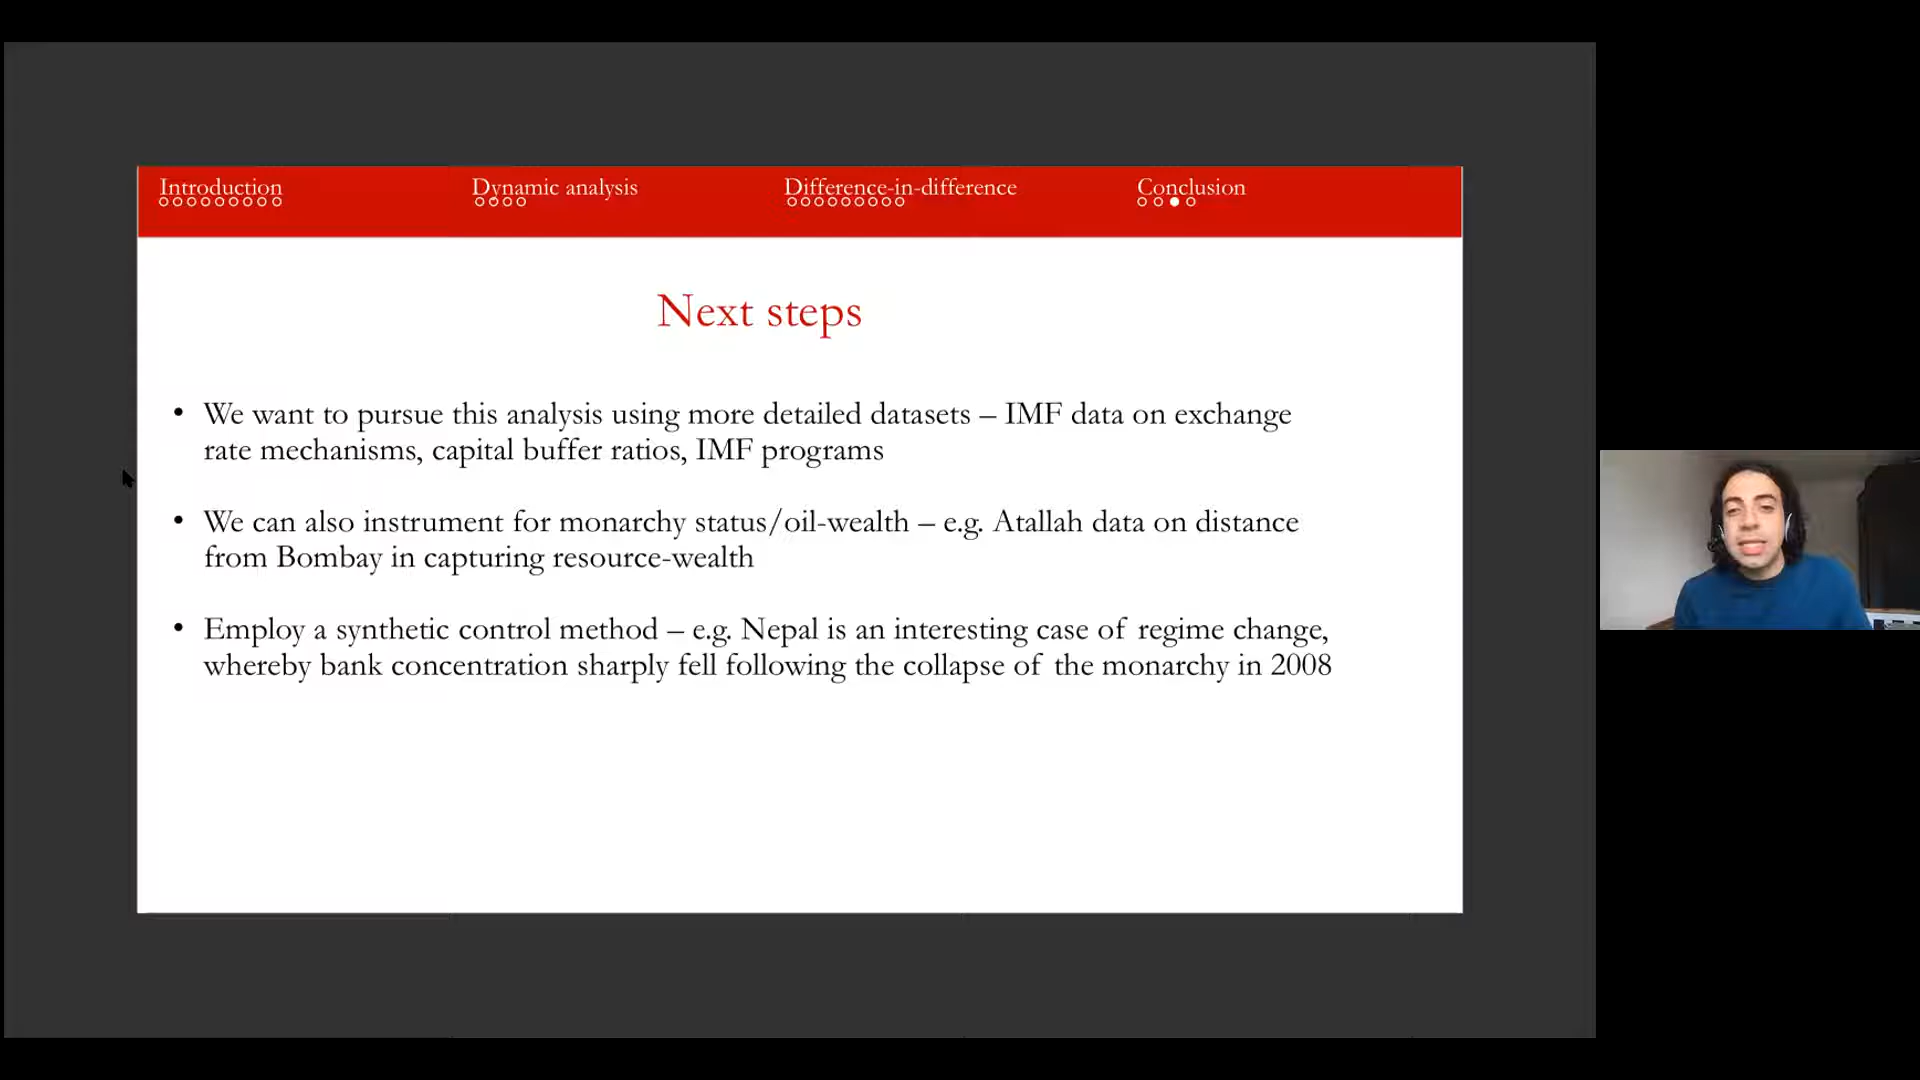 Introduction
Dynamic analysis
Difference-in-difference
Conclusion
Next steps
• We want to pursue this analysis using more detailed datasets – IMF data on exchange
rate mechanisms, capital buffer ratios, IMF programs
• We can also instrument for monarchy status/oil-wealth – e.g. Atallah data on distance
from Bombay in capturing resource-wealth
• Employ a synthetic control method – e.g. Nepal is an interesting case of regime change,
whereby bank concentration sharply fell following the collapse of the monarchy in 2008